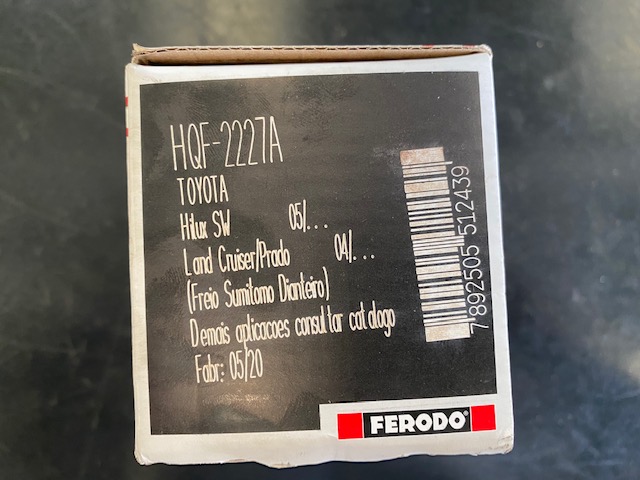 HQF-2227A
TOYOTA
Hilux SW 05/...
Land Cruiser/Prado 04/...
(Freio Sumitomo Dianteiro)
Demais aplicacoes consultar catalogo
Fabr: 05/20
7892505 512439
FERODO®